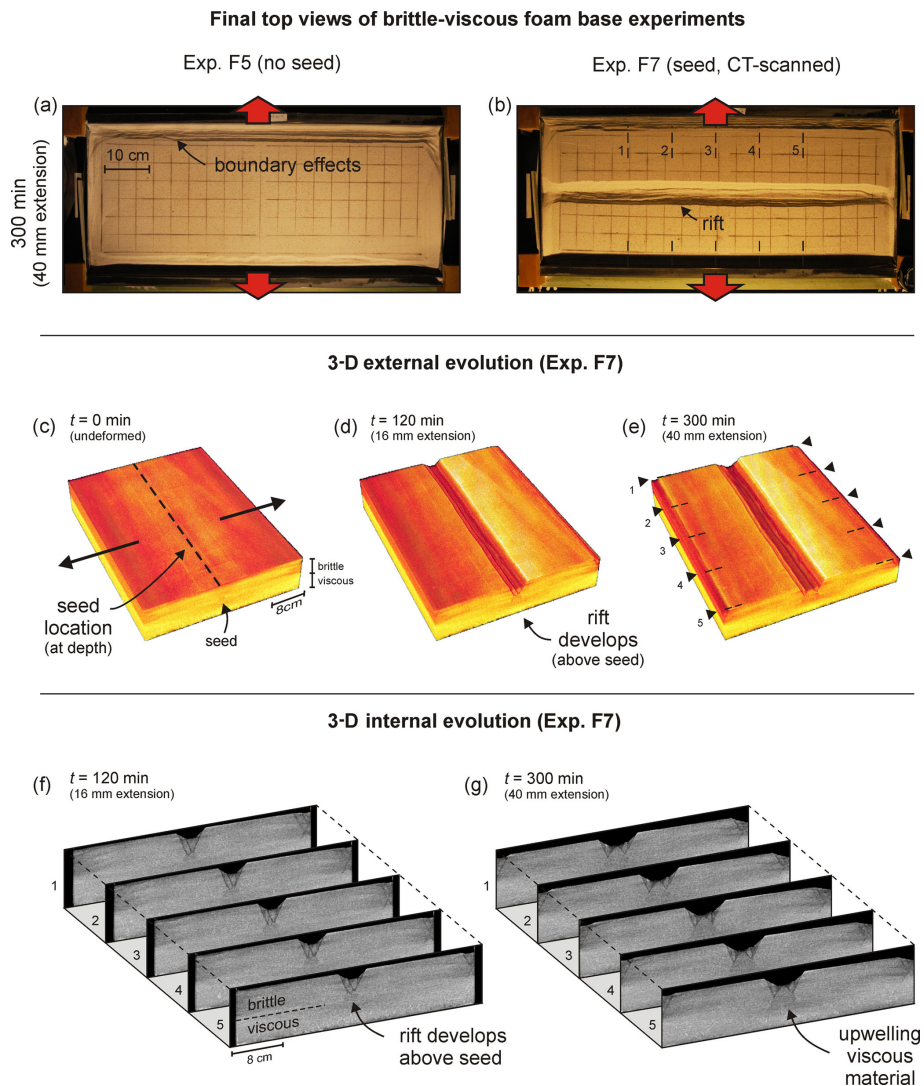 Final top views of brittle-viscous foam base experiments
Exp. F5 (no seed)
Exp. F7 (seed, CT-scanned)
(a)
(b)
300 min
(40 mm extension)
10 cm
boundary effects
1
2
3
4
5
rift
3-D external evolution (Exp. F7)
(c)
t = 0 min
(undeformed)
(d)
t = 120 min
(16 mm extension)
(e)
t = 300 min
(40 mm extension)
brittle
viscous
8cm
seed
location
(at depth)
seed
rift
develops
(above seed)
1
2
3
4
5
3-D internal evolution (Exp. F7)
(f)
t = 120 min
(16 mm extension)
(g)
t = 300 min
(40 mm extension)
1
2
3
4
5
brittle
viscous
8 cm
rift develops
above seed
1
2
3
4
5
upwelling
viscous
material